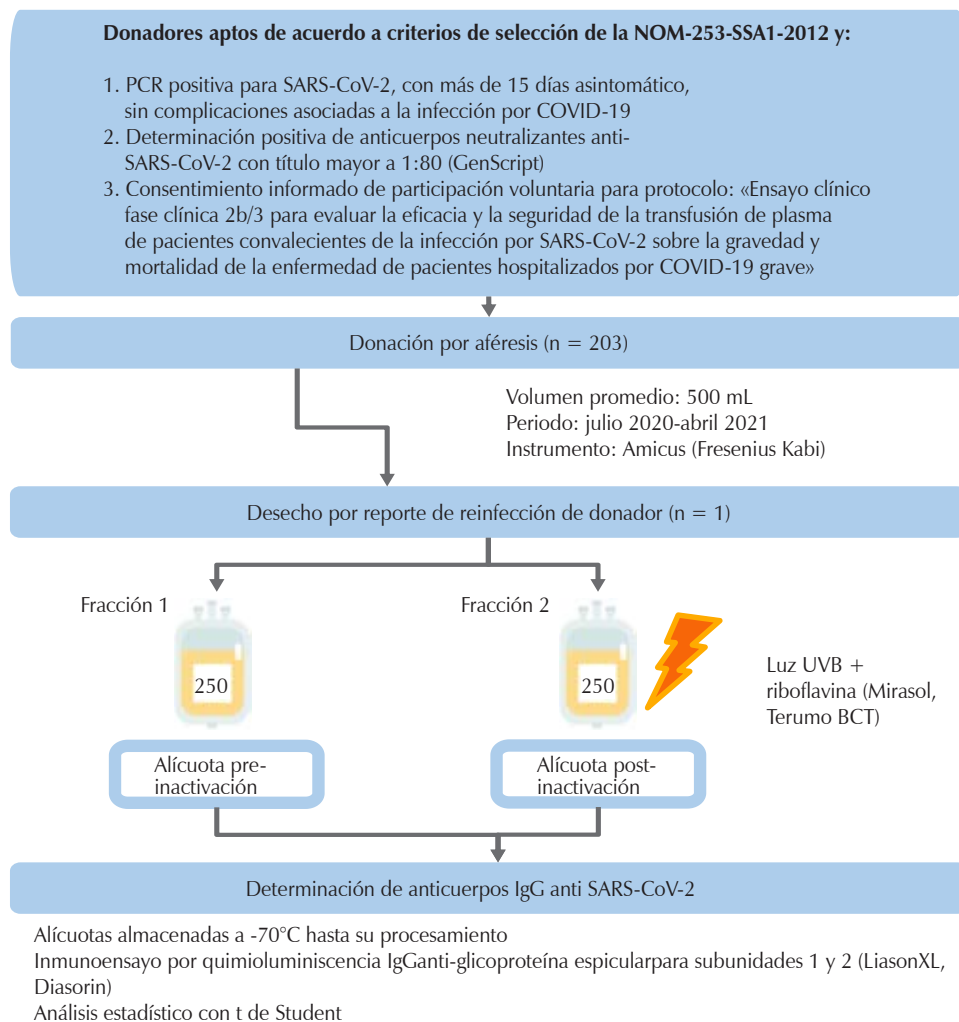 Donadores aptos de acuerdo a criterios de selección de la NOM-253-SSA1-2012 y:
1. PCR positiva para SARS-CoV-2, con más de 15 días asintomático,
sin complicaciones asociadas a la infección por COVID-19
2. Determinación positiva de anticuerpos neutralizantes anti-
SARS-CoV-2 con título mayor a 1:80 (GenScript)
3. Consentimiento informado de participación voluntaria para protocolo: «Ensayo clínico
fase clínica 2b/3 para evaluar la eficacia y la seguridad de la transfusión de plasma
de pacientes convalecientes de la infección por SARS-CoV-2 sobre la gravedad y
mortalidad de la enfermedad de pacientes hospitalizados por COVID-19 grave»
Donación por aféresis (n = 203)
Volumen promedio: 500 mL
Periodo: julio 2020-abril 2021
Instrumento: Amicus (Fresenius Kabi)
Desecho por reporte de reinfección de donador (n = 1)
Fracción 1
250
Fracción 2
250
Luz UVB +
riboflavina (Mirasol,
Terumo BCT)
Alícuota pre-
inactivación
Alícuota post-
inactivación
Determinación de anticuerpos IgG anti SARS-CoV-2
Alícuotas almacenadas a -70°C hasta su procesamiento
Inmunoensayo por quimioluminiscencia IgGanti-glicoproteína espicularpara subunidades 1 y 2 (LiasonXL,
Diasorin)
Análisis estadístico con t de Student